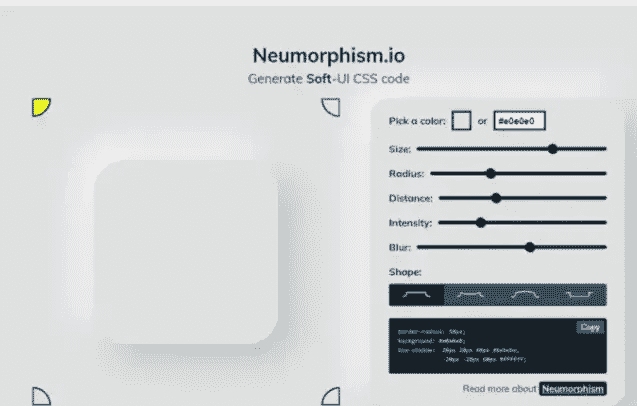 Neumorphism.io
Generate Soft-UI CSS code
Pick a color: or #e0e0e0
Size:
Radius:
Distance:
Intensity:
Blur:
Shape:
Copy
border-radius: 50px;
background: #e0e0e0;
box-shadow: 20px 20px 60px #bebebe,
-20px -20px 60px #ffffff;
Read more about Neumorphism